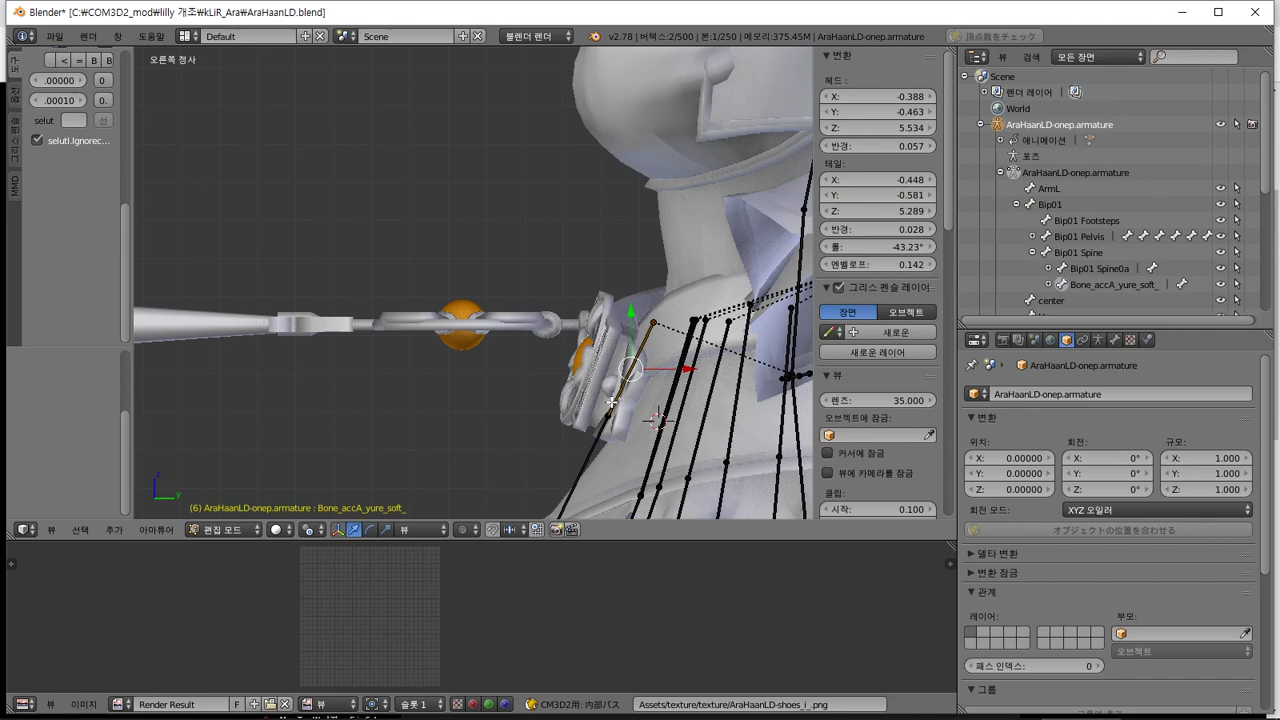 Blender* [C:₩COM3D2_mod₩lilly 개조₩kLiR_Ara₩AraHaanLD.blend]
파일 렌더 창 도움말 Default Scene 블렌더 렌더 v2.78 | 버텍스:2/500 | 본:1/250 | 메모리:375.45M | AraHaanLD-onep.armature 頂点数をチェック
< = B B
.00000 0
.00010 0.
selut 선
selutl.Ignorec...
MMD
오른쪽 정사
(6) AraHaanLD-onep.armature : Bone_accA_yure_soft_
뷰 선택 추가 아마튜어 편집 모드 뷰
변환
헤드:
X: -0.388
Y: -0.463
Z: 5.534
반경: 0.057
테일:
X: -0.448
Y: -0.581
Z: 5.289
반경: 0.028
롤: -43.23°
엔벨로프: 0.142
그리스 펜슬 레이어
장면 오브젝트
새로운
새로운 레이어
뷰
렌즈: 35.000
오브젝트에 잠금:
커서에 잠금
뷰에 카메라를 잠금
클립:
시작: 0.100
뷰 검색 모든 장면
Scene
렌더 레이어 |
World
AraHaanLD-onep.armature
애니메이션 |
포즈
AraHaanLD-onep.armature
ArmL
Bip01
Bip01 Footsteps
Bip01 Pelvis |
Bip01 Spine
Bip01 Spine0a |
Bone_accA_yure_soft_ |
center
AraHaanLD-onep.armature
AraHaanLD-onep.armature
변환
위치: 회전: 규모:
X: 0.00000 X: 0° X: 1.000
Y: 0.00000 Y: 0° Y: 1.000
Z: 0.00000 Z: 0° Z: 1.000
회전 모드: XYZ 오일러
オブジェクトの位置を合わせる
델타 변환
변환 잠금
관계
레이어: 부모:
오브젝트
패스 인덱스: 0
그룹
뷰 이미지 Render Result F 뷰 슬롯 1 CM3D2用: 内部パス Assets/texture/texture/AraHaanLD-shoes_i_.png